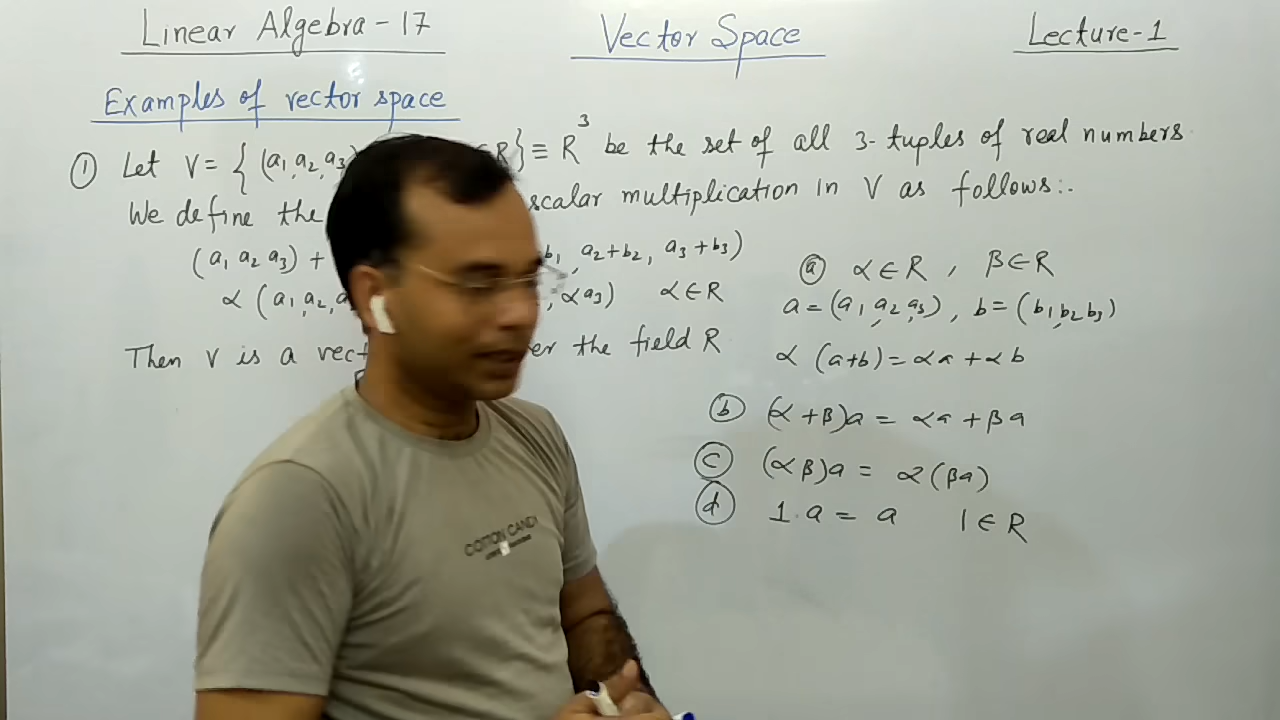 Linear Algebra - 17
Vector Space
Lecture - 1
Examples of vector space
① Let V = { (a₁, a₂, a₃) R} ≡ R³ be the set of all 3-tuples of real numbers
We define the scalar multiplication in V as follows:.
(a₁ a₂ a₃) + b₁, a₂+b₂, a₃+b₃)
α (a₁, a₂, a , αa₃) α ∈ R
Then V is a vect er the field R
ⓐ α ∈ R , β ∈ R
a = (a₁, a₂, a₃) , b = (b₁, b₂ b₃)
α (a+b) = αa + αb
ⓑ (α + β)a = αa + βa
ⓒ (αβ)a = α(βa)
ⓓ 1.a = a 1 ∈ R
COTTON CANDY